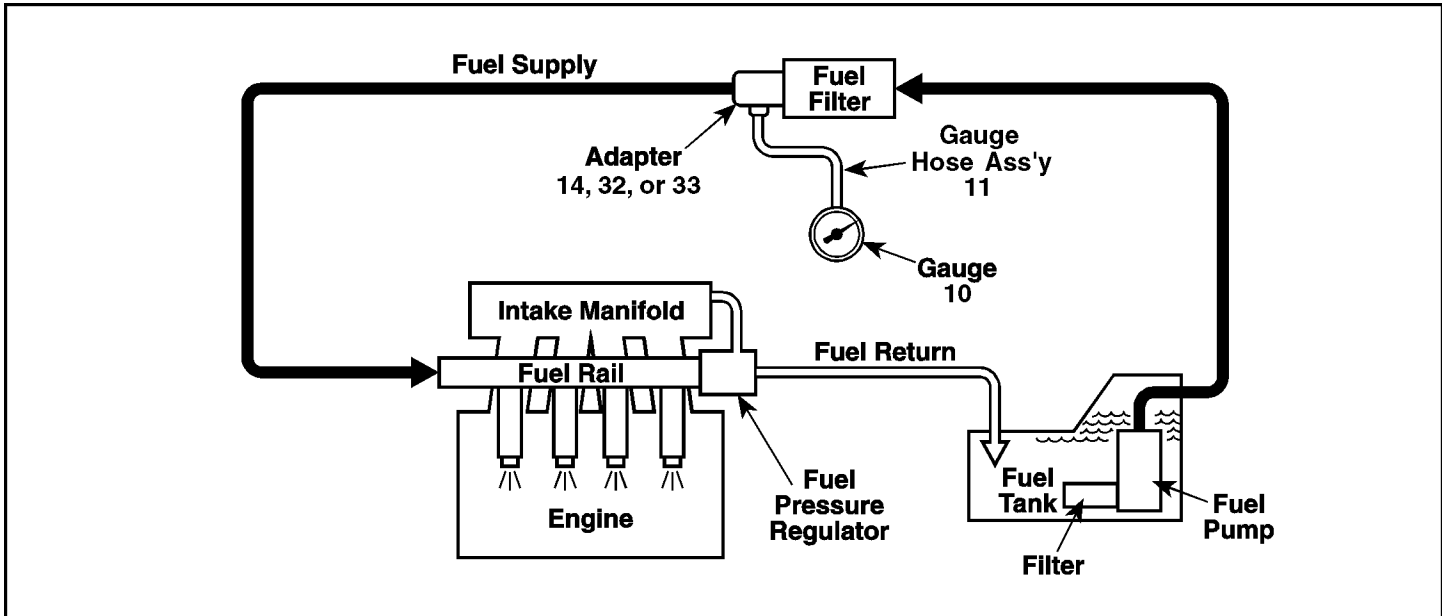 Fuel Supply
Fuel
Filter
Adapter
14, 32, or 33
Gauge
Hose Ass'y
11
Gauge
10
Intake Manifold
Fuel Rail
Fuel Return
Engine
Fuel
Pressure
Regulator
Fuel
Tank
Filter
Fuel
Pump